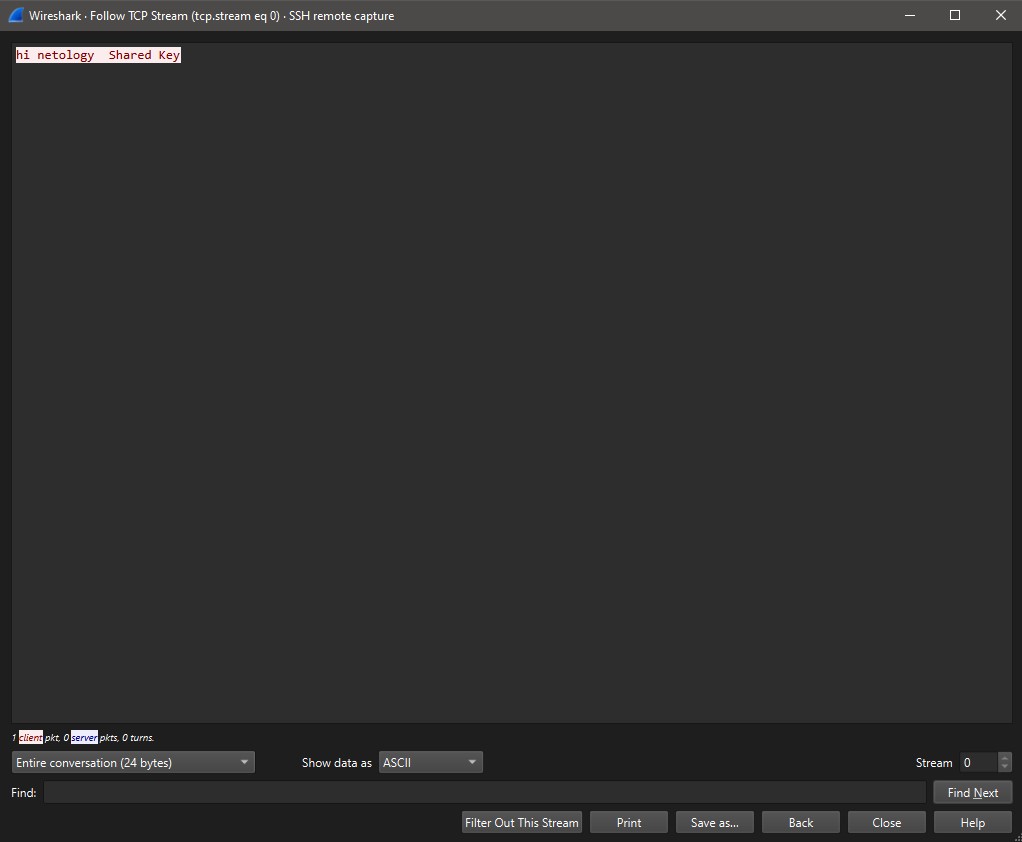 Wireshark · Follow TCP Stream (tcp.stream eq 0) · SSH remote capture
hi netology  Shared Key
1 client pkt, 0 server pkts, 0 turns.
Entire conversation (24 bytes) Show data as ASCII Stream 0
Find: Find Next
Filter Out This Stream Print Save as... Back Close Help